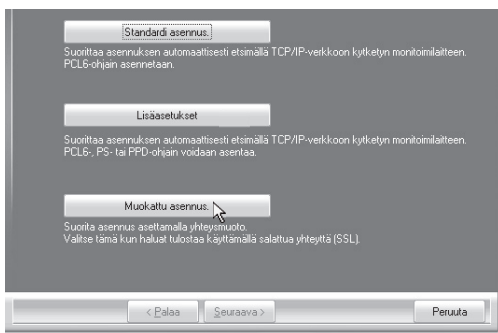 Standardi asennus.
Suorittaa asennuksen automaattisesti etsimällä TCP/IP-verkkoon kytketyn monitoimilaitteen.
PCL6-ohjain asennetaan.
Lisäasetukset
Suorittaa asennuksen automaattisesti etsimällä TCP/IP-verkkoon kytketyn monitoimilaitteen.
PCL6-, PS- tai PPD-ohjain voidaan asentaa.
Muokattu asennus.
Suorita asennus asettamalla yhteysmuoto.
Valitse tämä kun haluat tulostaa käyttämällä salattua yhteyttä (SSL).
< Palaa
Seuraava >
Peruuta